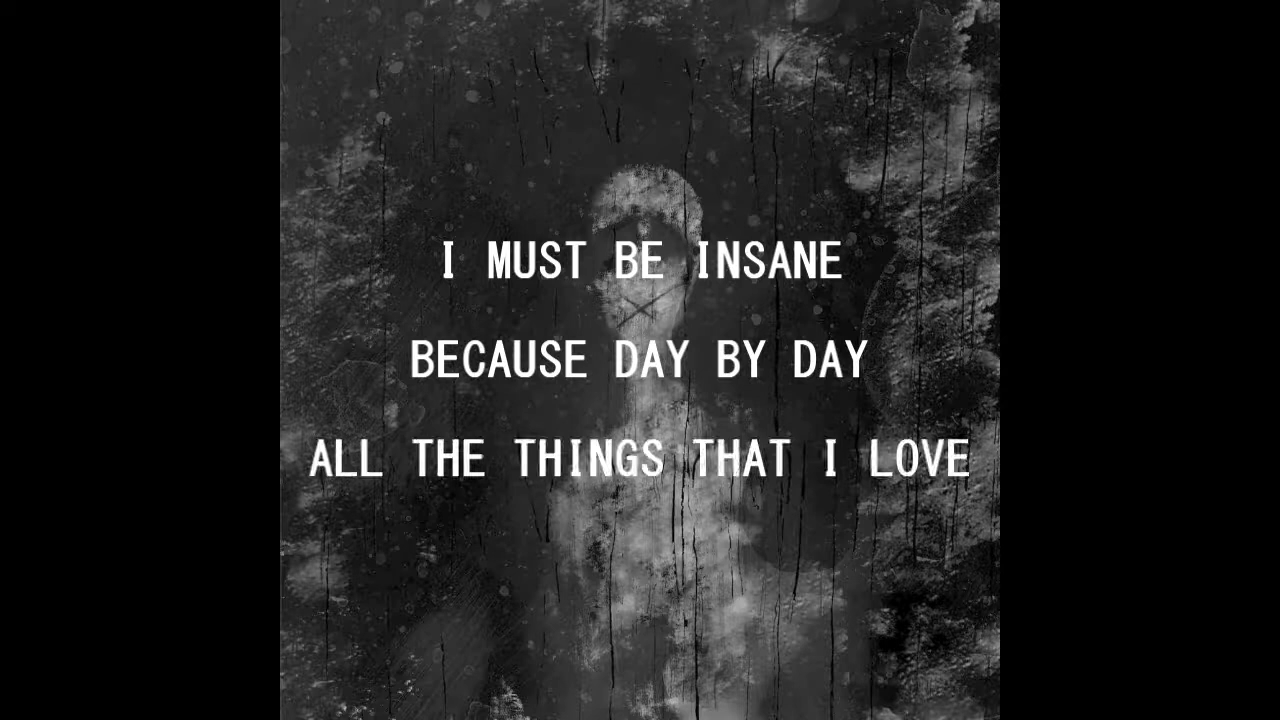 I MUST BE INSANE
BECAUSE DAY BY DAY
ALL THE THINGS THAT I LOVE